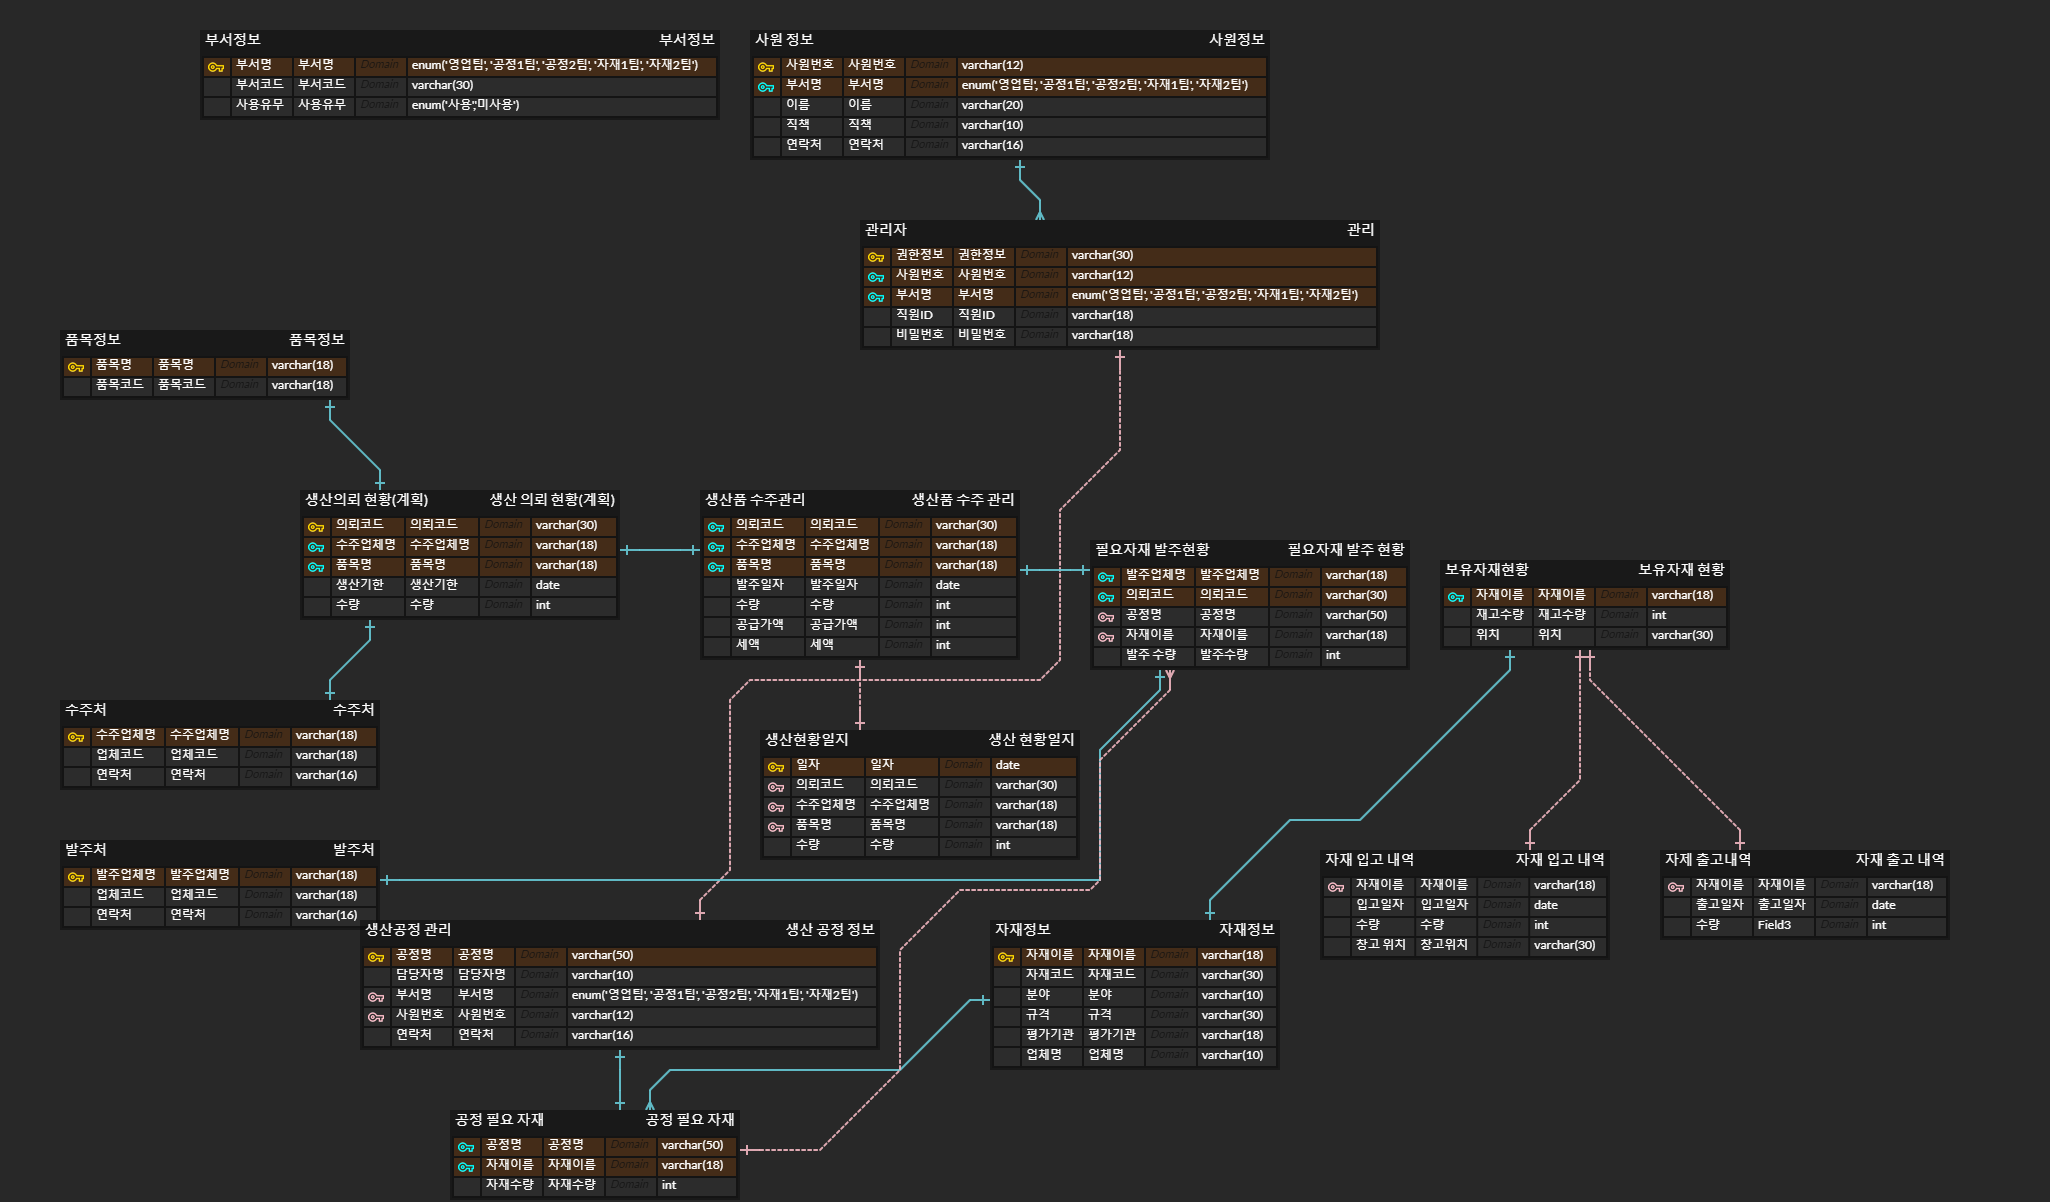 부서정보 부서정보
부서명 부서명 Domain enum('영업팀', '공정1팀', '공정2팀', '자재1팀', '자재2팀')
부서코드 부서코드 Domain varchar(30)
사용유무 사용유무 Domain enum('사용','미사용')
사원 정보 사원정보
사원번호 사원번호 Domain varchar(12)
부서명 부서명 Domain enum('영업팀', '공정1팀', '공정2팀', '자재1팀', '자재2팀')
이름 이름 Domain varchar(20)
직책 직책 Domain varchar(10)
연락처 연락처 Domain varchar(16)
관리자 관리
권한정보 권한정보 Domain varchar(30)
사원번호 사원번호 Domain varchar(12)
부서명 부서명 Domain enum('영업팀', '공정1팀', '공정2팀', '자재1팀', '자재2팀')
직원ID 직원ID Domain varchar(18)
비밀번호 비밀번호 Domain varchar(18)
품목정보 품목정보
품목명 품목명 Domain varchar(18)
품목코드 품목코드 Domain varchar(18)
생산의뢰 현황(계획) 생산 의뢰 현황(계획)
의뢰코드 의뢰코드 Domain varchar(30)
수주업체명 수주업체명 Domain varchar(18)
품목명 품목명 Domain varchar(18)
생산기한 생산기한 Domain date
수량 수량 Domain int
생산품 수주관리 생산품 수주 관리
의뢰코드 의뢰코드 Domain varchar(30)
수주업체명 수주업체명 Domain varchar(18)
품목명 품목명 Domain varchar(18)
발주일자 발주일자 Domain date
수량 수량 Domain int
공급가액 공급가액 Domain int
세액 세액 Domain int
필요자재 발주현황 필요자재 발주 현황
발주업체명 발주업체명 Domain varchar(18)
의뢰코드 의뢰코드 Domain varchar(30)
공정명 공정명 Domain varchar(50)
자재이름 자재이름 Domain varchar(18)
발주 수량 발주수량 Domain int
보유자재현황 보유자재 현황
자재이름 자재이름 Domain varchar(18)
재고수량 재고수량 Domain int
위치 위치 Domain varchar(30)
수주처 수주처
수주업체명 수주업체명 Domain varchar(18)
업체코드 업체코드 Domain varchar(18)
연락처 연락처 Domain varchar(16)
생산현황일지 생산 현황일지
일자 일자 Domain date
의뢰코드 의뢰코드 Domain varchar(30)
수주업체명 수주업체명 Domain varchar(18)
품목명 품목명 Domain varchar(18)
수량 수량 Domain int
발주처 발주처
발주업체명 발주업체명 Domain varchar(18)
업체코드 업체코드 Domain varchar(18)
연락처 연락처 Domain varchar(16)
자재 입고 내역 자재 입고 내역
자재이름 자재이름 Domain varchar(18)
입고일자 입고일자 Domain date
수량 수량 Domain int
창고 위치 창고위치 Domain varchar(30)
자제 출고내역 자재 출고 내역
자재이름 자재이름 Domain varchar(18)
출고일자 출고일자 Domain date
수량 Field3 Domain int
생산공정 관리 생산 공정 정보
공정명 공정명 Domain varchar(50)
담당자명 담당자명 Domain varchar(10)
부서명 부서명 Domain enum('영업팀', '공정1팀', '공정2팀', '자재1팀', '자재2팀')
사원번호 사원번호 Domain varchar(12)
연락처 연락처 Domain varchar(16)
자재정보 자재정보
자재이름 자재이름 Domain varchar(18)
자재코드 자재코드 Domain varchar(30)
분야 분야 Domain varchar(10)
규격 규격 Domain varchar(30)
평가기관 평가기관 Domain varchar(18)
업체명 업체명 Domain varchar(10)
공정 필요 자재 공정 필요 자재
공정명 공정명 Domain varchar(50)
자재이름 자재이름 Domain varchar(18)
자재수량 자재수량 Domain int